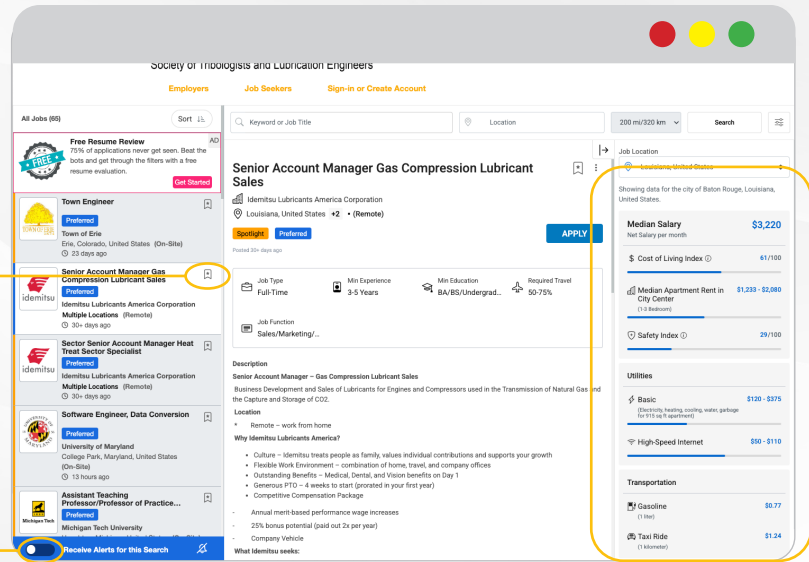 Society of Tribologists and Lubrication Engineers
Employers
Job Seekers
Sign-in or Create Account
All Jobs (65)
Sort
Keyword or Job Title
Location
200 mi/320 km
Search
AD
FREE
Free Resume Review
75% of applications never get seen. Beat the
bots and get through the filters with a free
resume evaluation.
Get Started
Town Engineer
Preferred
Town of Erie
Erie, Colorado, United States (On-Site)
23 days ago
idemitsu
Senior Account Manager Gas
Compression Lubricant Sales
Preferred
Idemitsu Lubricants America Corporation
Multiple Locations (Remote)
30+ days ago
idemitsu
Sector Senior Account Manager Heat
Treat Sector Specialist
Preferred
Idemitsu Lubricants America Corporation
Multiple Locations (Remote)
30+ days ago
Software Engineer, Data Conversion
Preferred
University of Maryland
College Park, Maryland, United States
(On-Site)
13 hours ago
Michigan Tech
Assistant Teaching
Professor/Professor of Practice...
Preferred
Michigan Tech University
Receive Alerts for this Search
Senior Account Manager Gas Compression Lubricant
Sales
Idemitsu Lubricants America Corporation
Louisiana, United States +2 • (Remote)
Spotlight
Preferred
APPLY
Posted 30+ days ago
Job Type
Full-Time
Min Experience
3-5 Years
Min Education
BA/BS/Undergrad...
Required Travel
50-75%
Job Function
Sales/Marketing/...
Description
Senior Account Manager – Gas Compression Lubricant Sales
Business Development and Sales of Lubricants for Engines and Compressors used in the Transmission of Natural Gas and
the Capture and Storage of CO2.
Location
* Remote – work from home
Why Idemitsu Lubricants America?
• Culture – Idemitsu treats people as family, values individual contributions and supports your growth
• Flexible Work Environment – combination of home, travel, and company offices
• Outstanding Benefits – Medical, Dental, and Vision benefits on Day 1
• Generous PTO – 4 weeks to start (prorated in your first year)
• Competitive Compensation Package
- Annual merit-based performance wage increases
- 25% bonus potential (paid out 2x per year)
- Company Vehicle
What Idemitsu seeks:
Job Location
Louisiana, United States
Showing data for the city of Baton Rouge, Louisiana,
United States.
Median Salary
$3,220
Net Salary per month
Cost of Living Index
61/100
Median Apartment Rent in
City Center
$1,233 - $2,080
(1-3 Bedroom)
Safety Index
29/100
Utilities
Basic
$120 - $375
(Electricity, heating, cooling, water, garbage
for 915 sq ft apartment)
High-Speed Internet
$50 - $110
Transportation
Gasoline
$0.77
(1 liter)
Taxi Ride
$1.24
(1 kilometer)